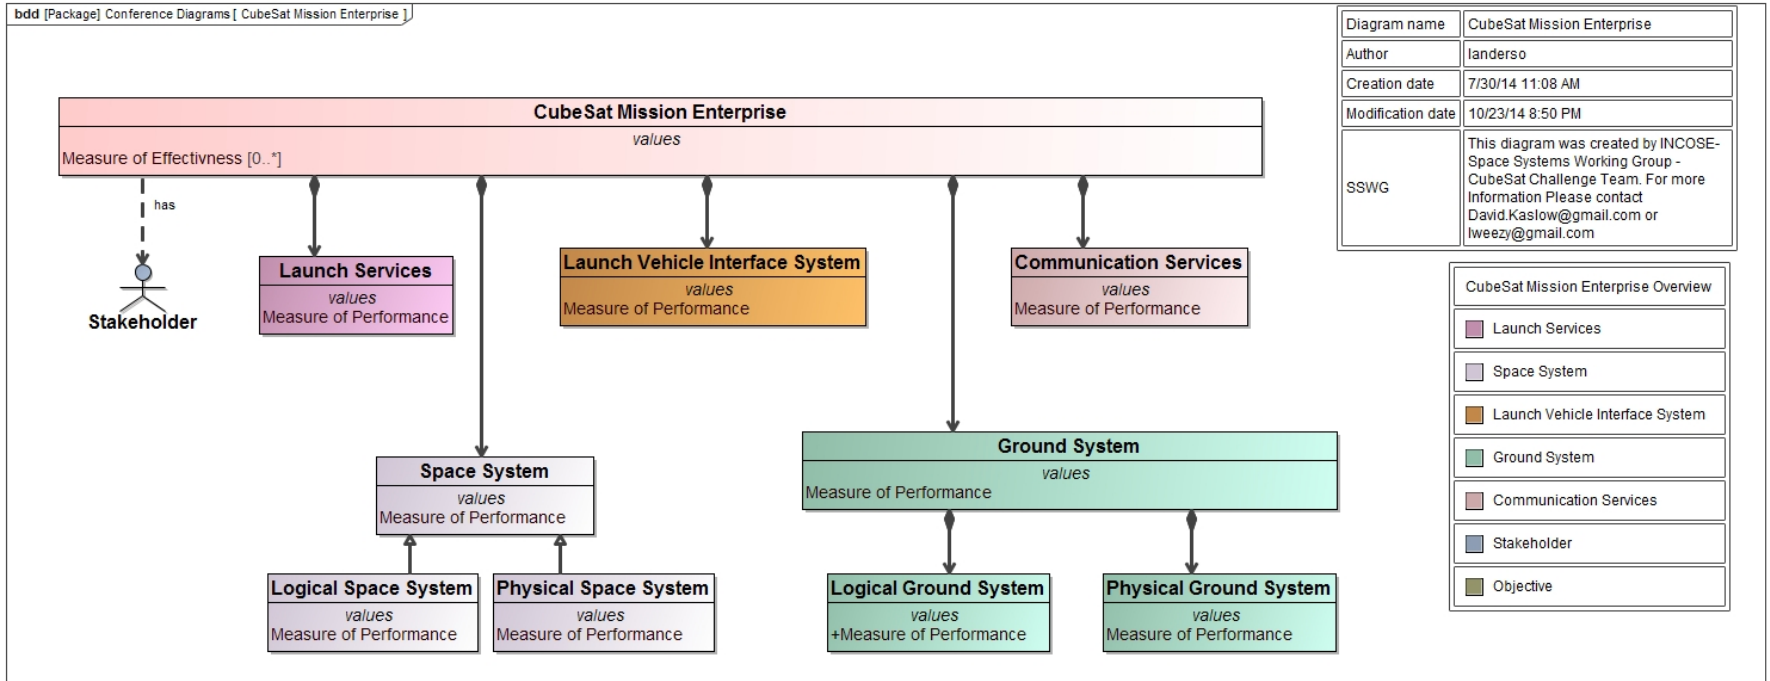 bdd [Package] Conference Diagrams [ CubeSat Mission Enterprise ]
Diagram name CubeSat Mission Enterprise
Author landerso
Creation date 7/30/14 11:08 AM
Modification date 10/23/14 8:50 PM
SSWG
This diagram was created by INCOSE-
Space Systems Working Group -
CubeSat Challenge Team. For more
Information Please contact
David.Kaslow@gmail.com or
lweezy@gmail.com
CubeSat Mission Enterprise
values
Measure of Effectivness [0..*]
has
Stakeholder
Launch Services
values
Measure of Performance
Launch Vehicle Interface System
values
Measure of Performance
Communication Services
values
Measure of Performance
Space System
values
Measure of Performance
Ground System
values
Measure of Performance
Logical Space System
values
Measure of Performance
Physical Space System
values
Measure of Performance
Logical Ground System
values
+Measure of Performance
Physical Ground System
values
Measure of Performance
CubeSat Mission Enterprise Overview
Launch Services
Space System
Launch Vehicle Interface System
Ground System
Communication Services
Stakeholder
Objective